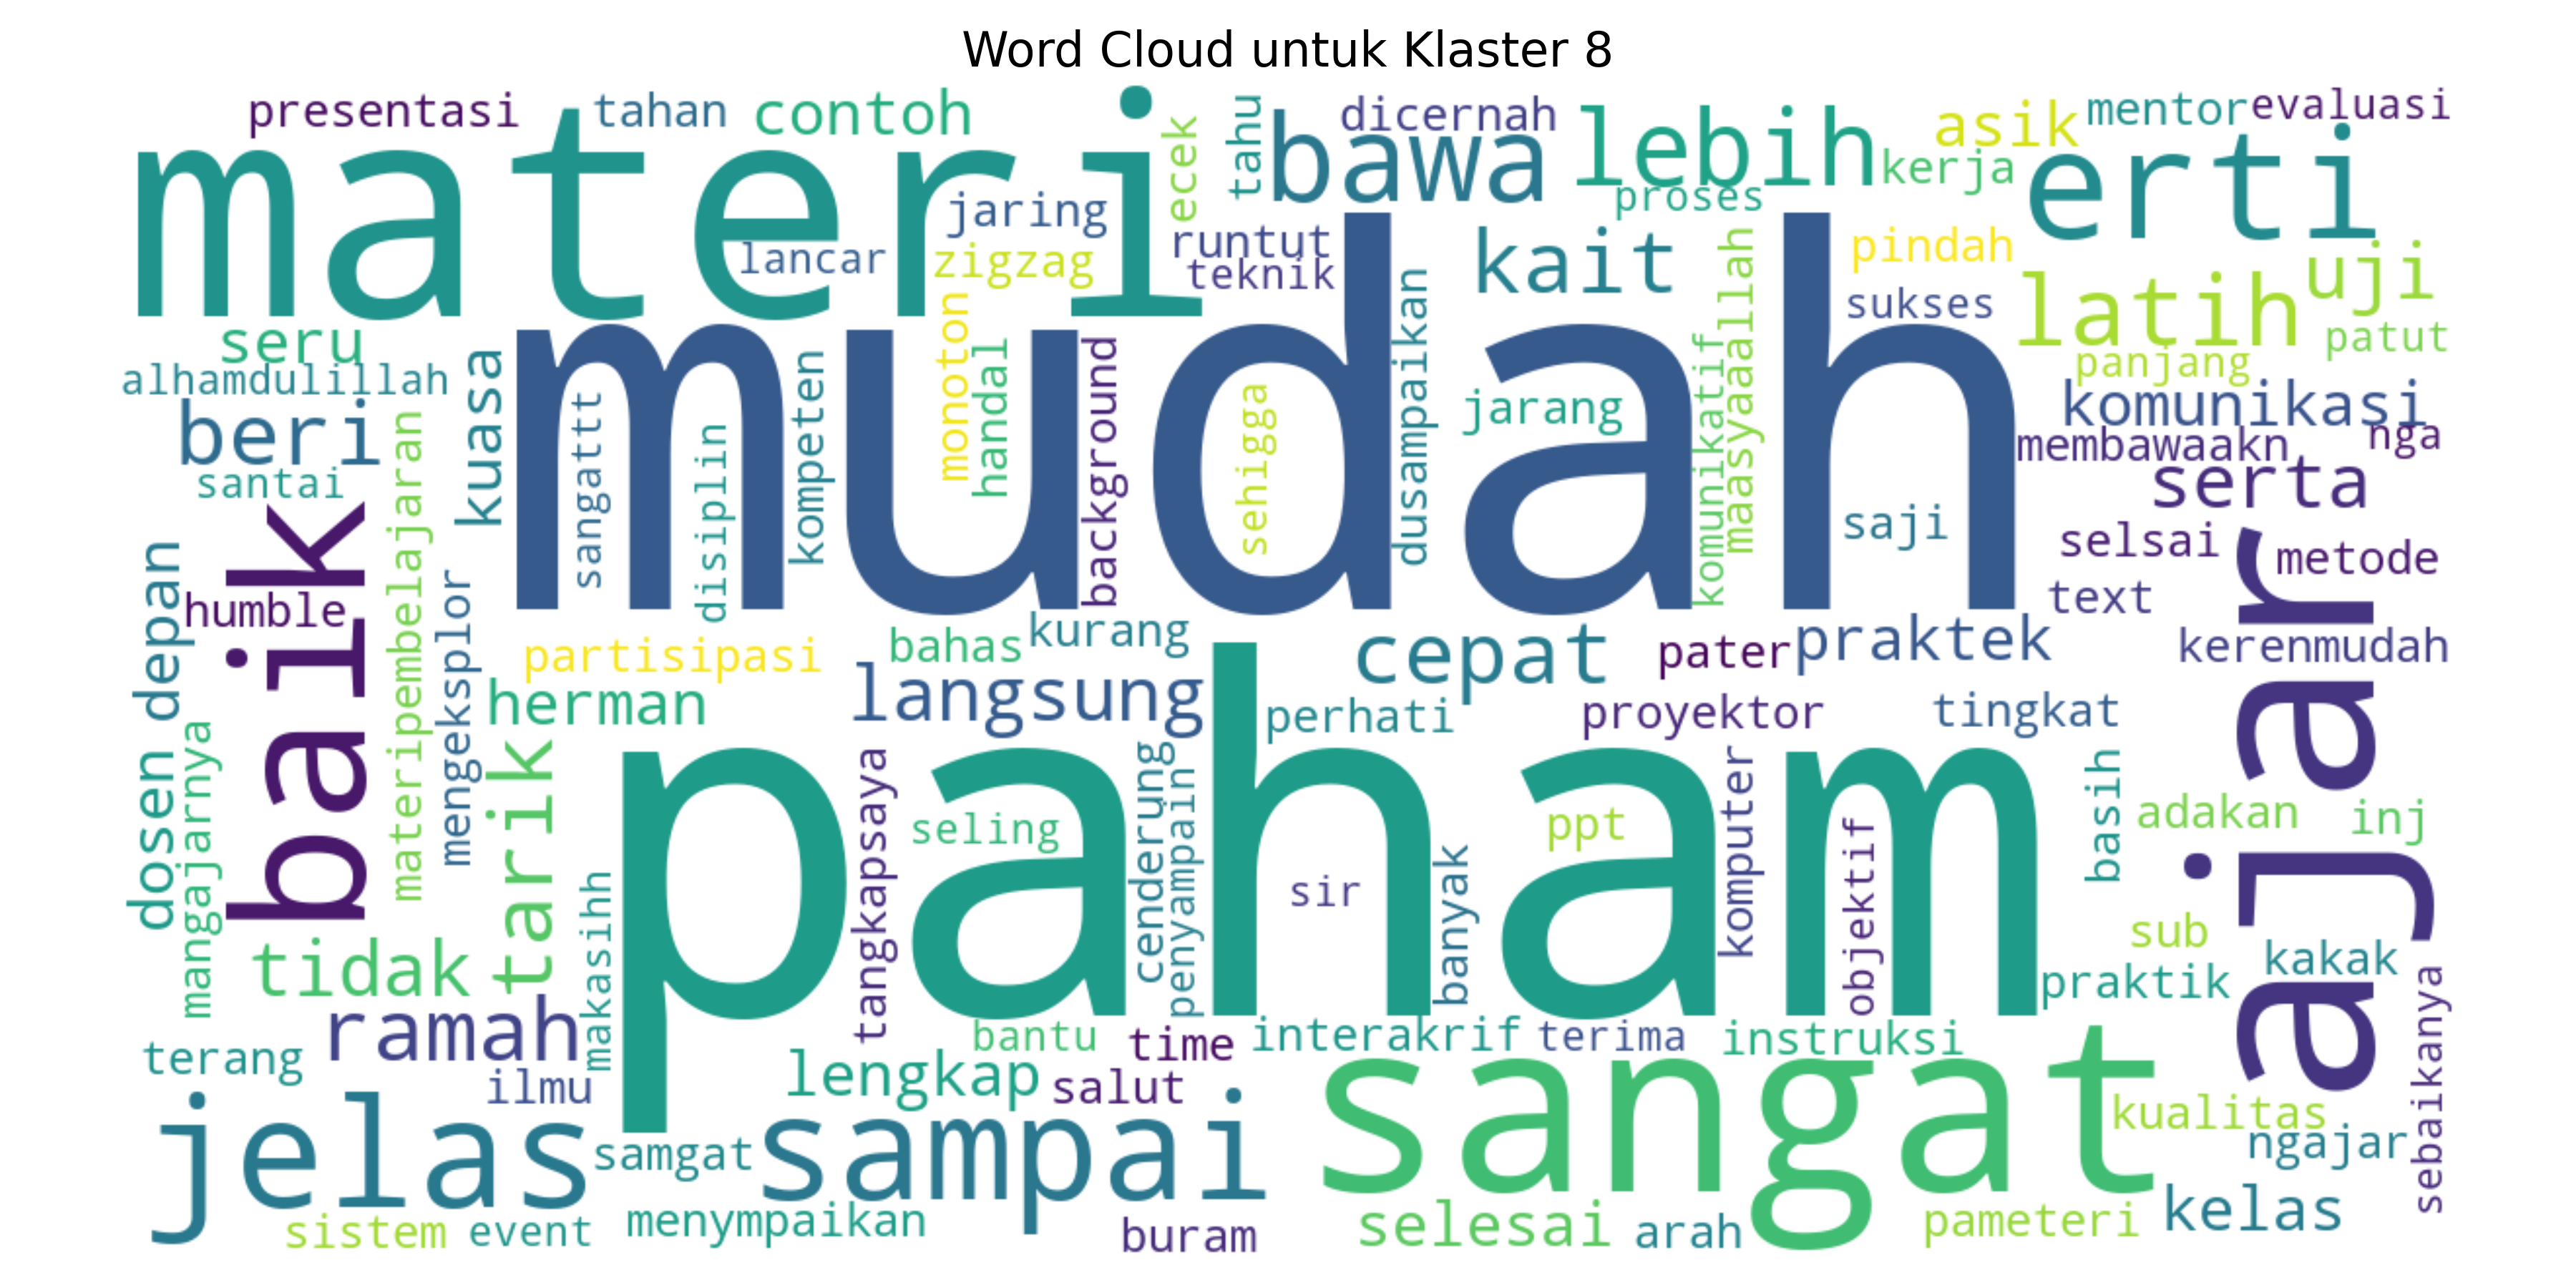 Word Cloud untuk Klaster 8
presentasi
tahan
contoh
materi
ecek
tahu
bawa
dicernah
lebih
proses
asik
kerja
mentor
evaluasi
erti
jaring
lancar
zigzag
runtut
teknik
kait
maasyaaallah
pindah
sukses
latih
uji
patut
panjang
seru
alhamdulillah
beri
santai
kuasa
mudah
sangattt
disiplin
kompeten
monoton
handal
background
sehigga
dusampaikan
jarang
komunikatif
saji
komunikasi
membawaakn
nga
serta
selsai
metode
text
kerenmudah
baik
humble
dosen depan
mangajarnya
materipembelajaran
mengeksplor
partisipasi
herman
tarik
bahas
kurang
langsung
cepat
pater
praktek
perhati
proyektor
tingkat
paham
tangkapsaya
seling
cenderung
penyampain
sir
banyak
ppt
komputer
objektif
basih
adakan
inj
ajar
sub
kakak
praktik
sebaikanya
tidak
ramah
makasihh
terang
ilmu
jelas
bantu
time
interakrif
terima
instruksi
lengkap
salut
sampai
samgat
sangat
kualitas
ngajar
sistem
event
menympaikan
buram
selesai
arah
pameteri
kelas